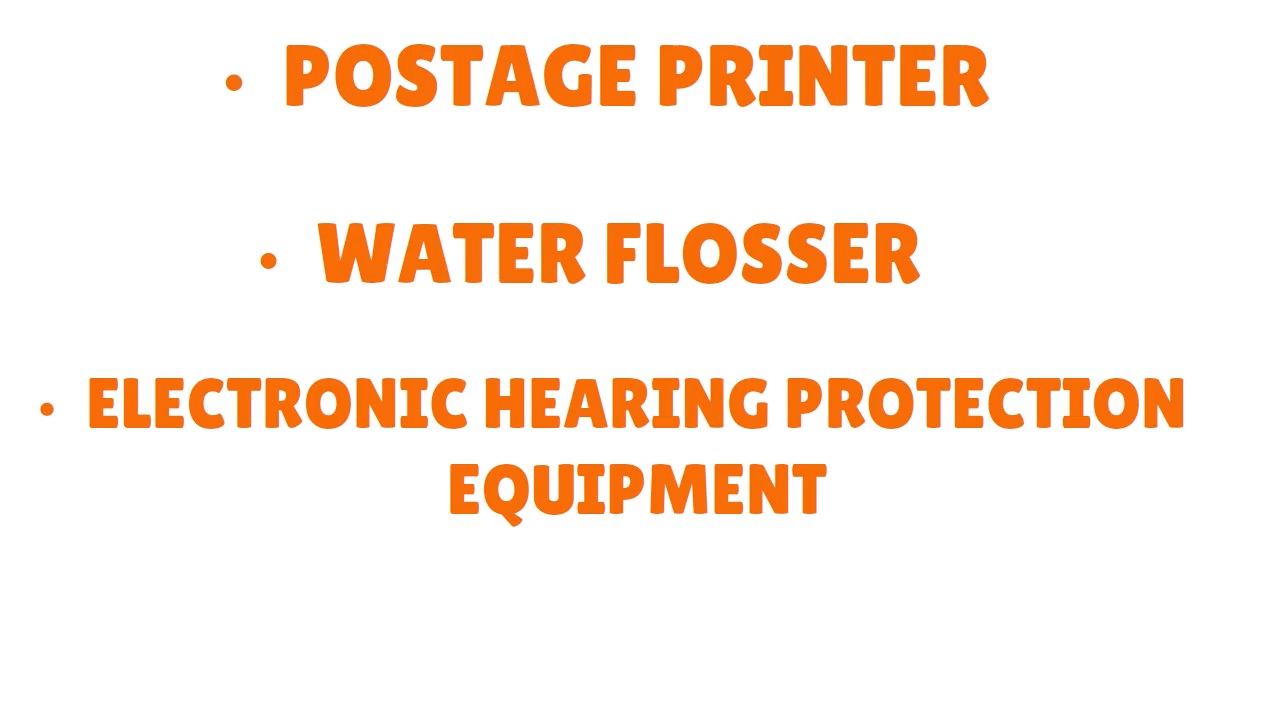 • POSTAGE PRINTER
• WATER FLOSSER
• ELECTRONIC HEARING PROTECTION
EQUIPMENT